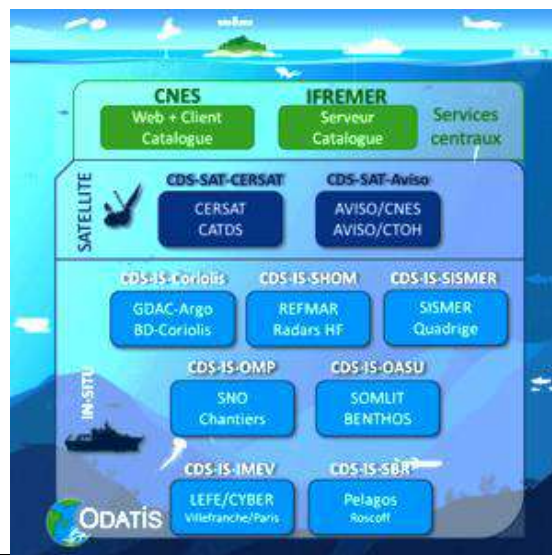 CNES
Web + Client
Catalogue
IFREMER
Serveur
Catalogue
Services
centraux
SATELLITE
CDS-SAT-CERSAT
CERSAT
CATDS
CDS-SAT-Aviso
AVISO/CNES
AVISO/CTOH
IN-SITU
CDS-IS-Coriolis
GDAC-Argo
BD-Coriolis
CDS-IS-SHOM
REFMAR
Radars HF
CDS-IS-SISMER
SISMER
Quadrige
CDS-IS-OMP
SNO
Chantiers
CDS-IS-OASU
SOMLIT
BENTHOS
CDS-IS-IMEV
LEFE/CYBER
Villefranche/Paris
CDS-IS-SBR
Pelagos
Roscoff
ODATIS